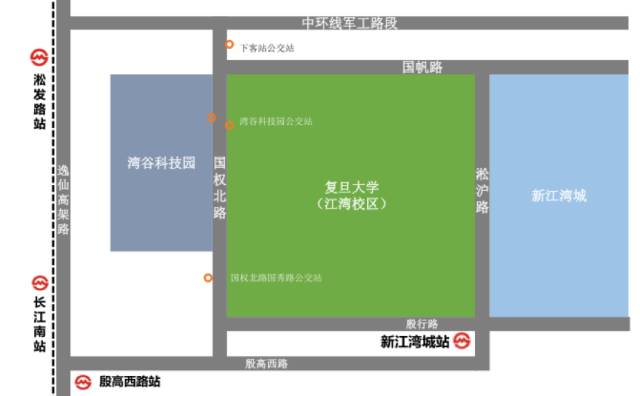 中环线军工路段
下客站公交站
国帆路
淞发路站
湾谷科技园公交站
湾谷科技园
国权北路
逸仙高架路
复旦大学
（江湾校区）
淞沪路
新江湾城
国权北路国秀路公交站
长江南站
殷行路
新江湾城站
殷高西路
殷高西路站